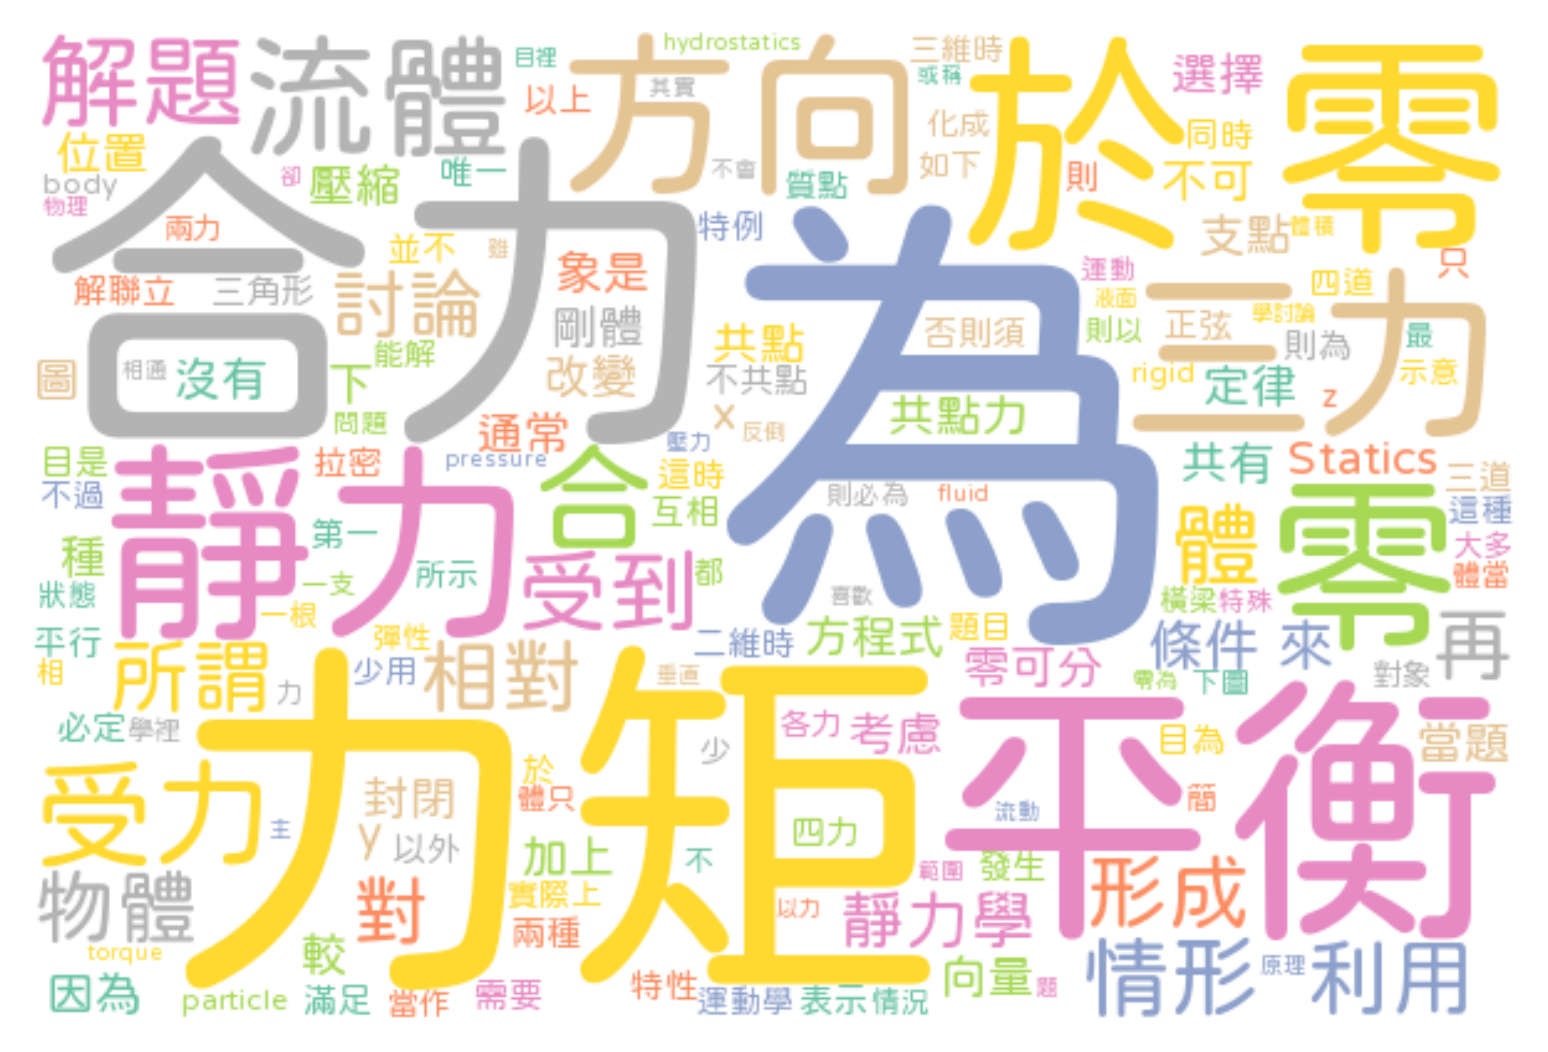 解題
流體
目裡
hydrostatics
方向
三維時
於
選擇
零
以上
其實
或稱
化成
同時
位置
body
物理
卻
壓縮
唯一
不會
質點
如下
則
不可
合力
兩力
並不
雖
特例
為
支點
體積
只
解聯立
三角形
討論
象是
剛體
運動
液面
則以
三力
四道
學討論
正弦
則為
最
示意
圖
相通
沒有
下
能解
問題
改變
共點
不共點
否則須
rigid
定律
z
通常
x
反倒
壓力
共點力
目是
不過
靜力
拉密
pressure
合
這時
互相
則必為
fluid
共有
Statics
三道
這種
種
狀態
第一
一支
所示
受到
都
體
零
大多
體當
平行
相
一根
彈性
喜歡
橫梁
特殊
所謂
力
少用
相對
二維時
方程式
題目
零可分
條件
來
再
垂直
零為
下圖
對象
必定
學裡
力矩
少
各力
考慮
平衡
目為
當題
受力
主
封閉
y
以外
於
體只
四力
流動
簡
物體
對
加上
實際上
不
範圍
發生
形成
兩種
以力
靜力學
torque
較
情形
原理
利用
因為
particle
滿足
當作
需要
特性
運動學
表示
情況
向量
題